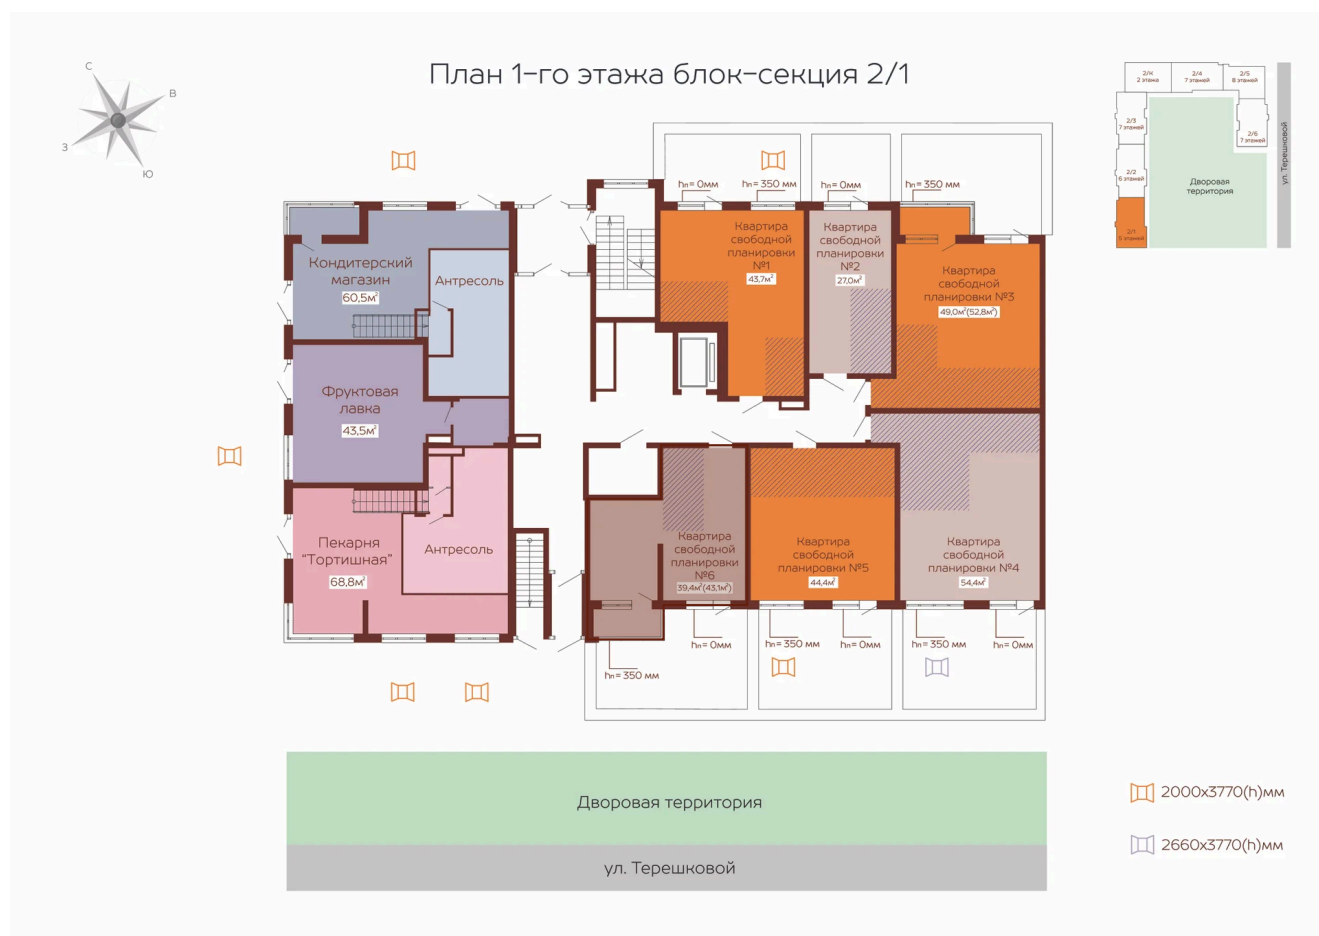 План 1-го этажа блок-секция 2/1
С
В
З
Ю
2/К
2 этажа
2/4
7 этажей
2/5
8 этажей
2/3
7 этажей
2/6
7 этажей
2/2
6 этажей
2/1
Дворовая
территория
ул. Терешковой
hп= 0мм
hп= 350 мм
hп= 0мм
hп= 350 мм
Кондитерский
магазин
60,5м²
Антресоль
Квартира
свободной
планировки
№1
43,7м²
Квартира
свободной
планировки
№2
27,0м²
Квартира
свободной
планировки №3
49,0м²(52,8м²)
Фруктовая
лавка
43,5м²
Пекарня
"Тортишная"
68,8м²
Антресоль
Квартира
свободной
планировки
№6
39,4м²(43,1м²)
Квартира
свободной
планировки №5
44,4м²
Квартира
свободной
планировки №4
54,4м²
hп= 350 мм
hп= 0мм
hп= 350 мм
hп= 0мм
hп= 350 мм
hп= 0мм
Дворовая территория
ул. Терешковой
2000х3770(h)мм
2660х3770(h)мм